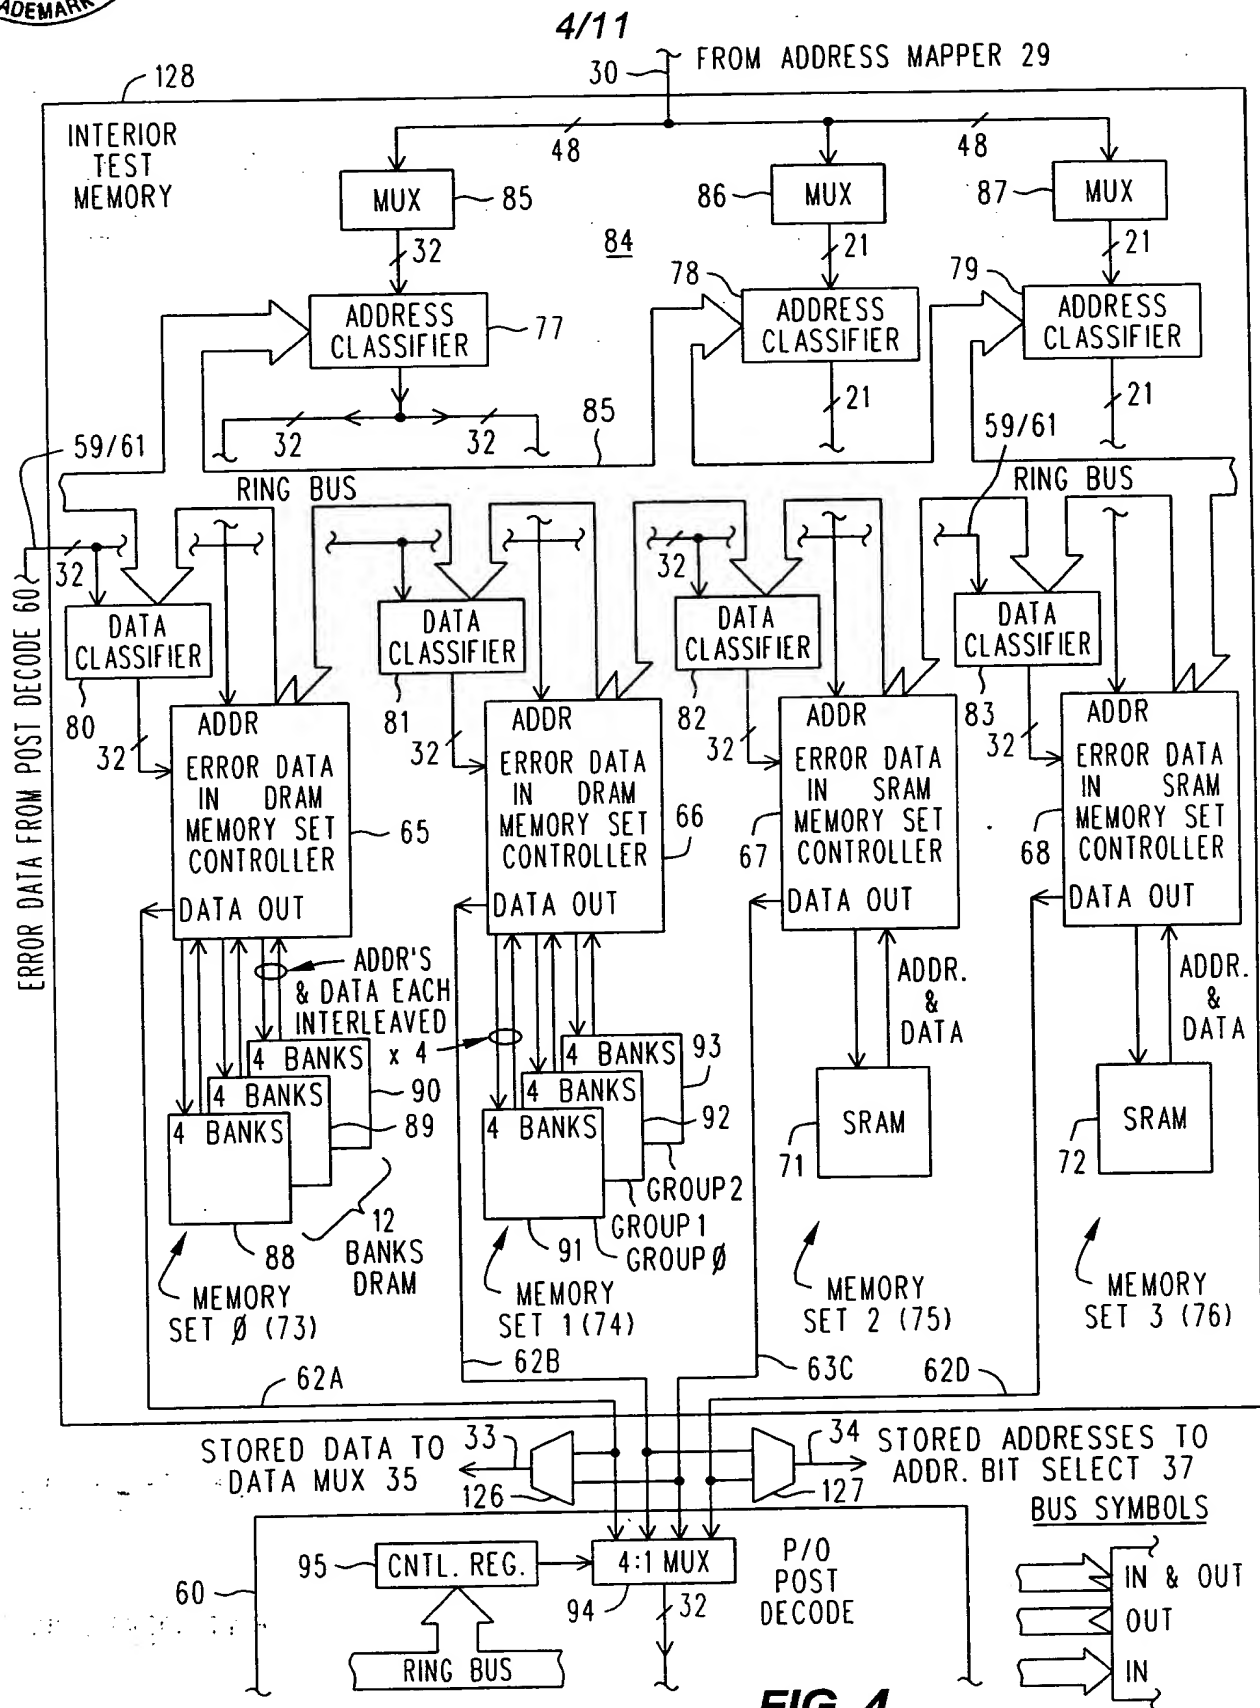 ADEMARK
4/11
30
FROM ADDRESS MAPPER 29
128
INTERIOR
TEST
MEMORY
48
48
MUX
85
86
MUX
87
MUX
32
84
21
21
78
79
ADDRESS
CLASSIFIER
77
ADDRESS
CLASSIFIER
ADDRESS
CLASSIFIER
32
32
85
21
21
59/61
59/61
RING BUS
RING BUS
ERROR DATA FROM POST DECODE 60
32
32
DATA
CLASSIFIER
DATA
CLASSIFIER
DATA
CLASSIFIER
DATA
CLASSIFIER
80
81
82
83
32
32
32
32
ADDR
ERROR DATA
IN DRAM
MEMORY SET
CONTROLLER
DATA OUT
65
ADDR
ERROR DATA
IN DRAM
MEMORY SET
CONTROLLER
DATA OUT
66
ADDR
ERROR DATA
IN SRAM
MEMORY SET
CONTROLLER
DATA OUT
67
ADDR
ERROR DATA
IN SRAM
MEMORY SET
CONTROLLER
DATA OUT
68
ADDR'S
& DATA EACH
INTERLEAVED
x 4
ADDR.
&
DATA
ADDR.
&
DATA
4 BANKS
90
4 BANKS
89
4 BANKS
88
12
BANKS
DRAM
4 BANKS
93
4 BANKS
92
4 BANKS
91
GROUP 2
GROUP 1
GROUP Ø
SRAM
71
SRAM
72
MEMORY
SET Ø (73)
MEMORY
SET 1 (74)
MEMORY
SET 2 (75)
MEMORY
SET 3 (76)
62A
62B
63C
62D
STORED DATA TO
DATA MUX 35
33
126
34
127
STORED ADDRESSES TO
ADDR. BIT SELECT 37
BUS SYMBOLS
95
CNTL. REG.
4:1 MUX
94
32
P/O
POST
DECODE
60
RING BUS
IN & OUT
OUT
IN
FIG. 4